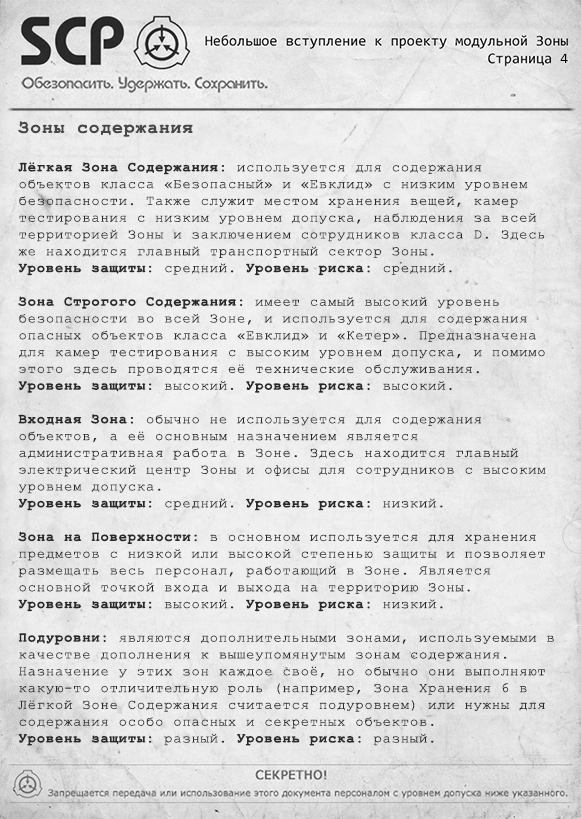 SCP
Небольшое вступление к проекту модульной Зоны
Страница 4
Обезопасить. Удержать. Сохранить.
Зоны содержания
Лёгкая Зона Содержания: используется для содержания
объектов класса «Безопасный» и «Евклид» с низким уровнем
безопасности. Также служит местом хранения вещей, камер
тестирования с низким уровнем допуска, наблюдения за всей
территорией Зоны и заключением сотрудников класса D. Здесь
же находится главный транспортный сектор Зоны.
Уровень защиты: средний. Уровень риска: средний.
Зона Строгого Содержания: имеет самый высокий уровень
безопасности во всей Зоне, и используется для содержания
опасных объектов класса «Евклид» и «Кетер». Предназначена
для камер тестирования с высоким уровнем допуска, и помимо
этого здесь проводятся её технические обслуживания.
Уровень защиты: высокий. Уровень риска: высокий.
Входная Зона: обычно не используется для содержания
объектов, а её основным назначением является
административная работа в Зоне. Здесь находится главный
электрический центр Зоны и офисы для сотрудников с высоким
уровнем допуска.
Уровень защиты: средний. Уровень риска: низкий.
Зона на Поверхности: в основном используется для хранения
предметов с низкой или высокой степенью защиты и позволяет
размещать весь персонал, работающий в Зоне. Является
основной точкой входа и выхода на территорию Зоны.
Уровень защиты: высокий. Уровень риска: низкий.
Подуровни: являются дополнительными зонами, используемыми в
качестве дополнения к вышеупомянутым зонам содержания.
Назначение у этих зон каждое своё, но обычно они выполняют
какую-то отличительную роль (например, Зона Хранения 6 в
Лёгкой Зоне Содержания считается подуровнем) или нужны для
содержания особо опасных и секретных объектов.
Уровень защиты: разный. Уровень риска: разный.
СЕКРЕТНО!
Запрещается передача или использование этого документа персоналом с уровнем допуска ниже указанного.